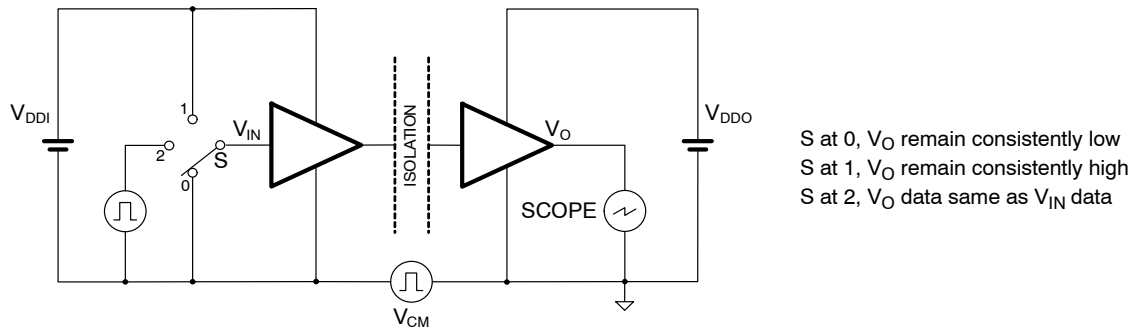 V_DDI
1
2
0
S
V_IN
ISOLATION
V_O
SCOPE
V_CM
V_DDO
S at 0, V_O remain consistently low
S at 1, V_O remain consistently high
S at 2, V_O data same as V_IN data